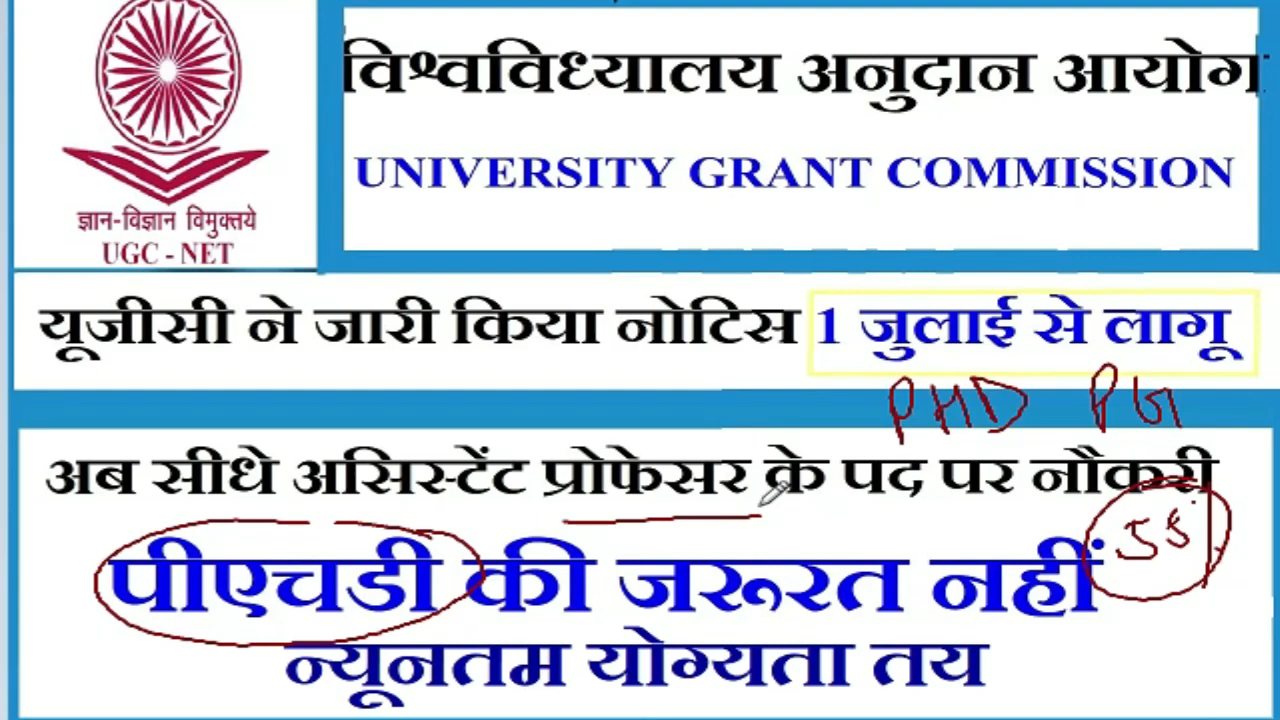 ज्ञान-विज्ञान विमुक्तये
UGC - NET
विश्वविध्यालय अनुदान आयोग
UNIVERSITY GRANT COMMISSION
यूजीसी ने जारी किया नोटिस 1 जुलाई से लागू
PHD PG
अब सीधे असिस्टेंट प्रोफेसर के पद पर नौकरी
पीएचडी की जरूरत नहीं
न्यूनतम योग्यता तय